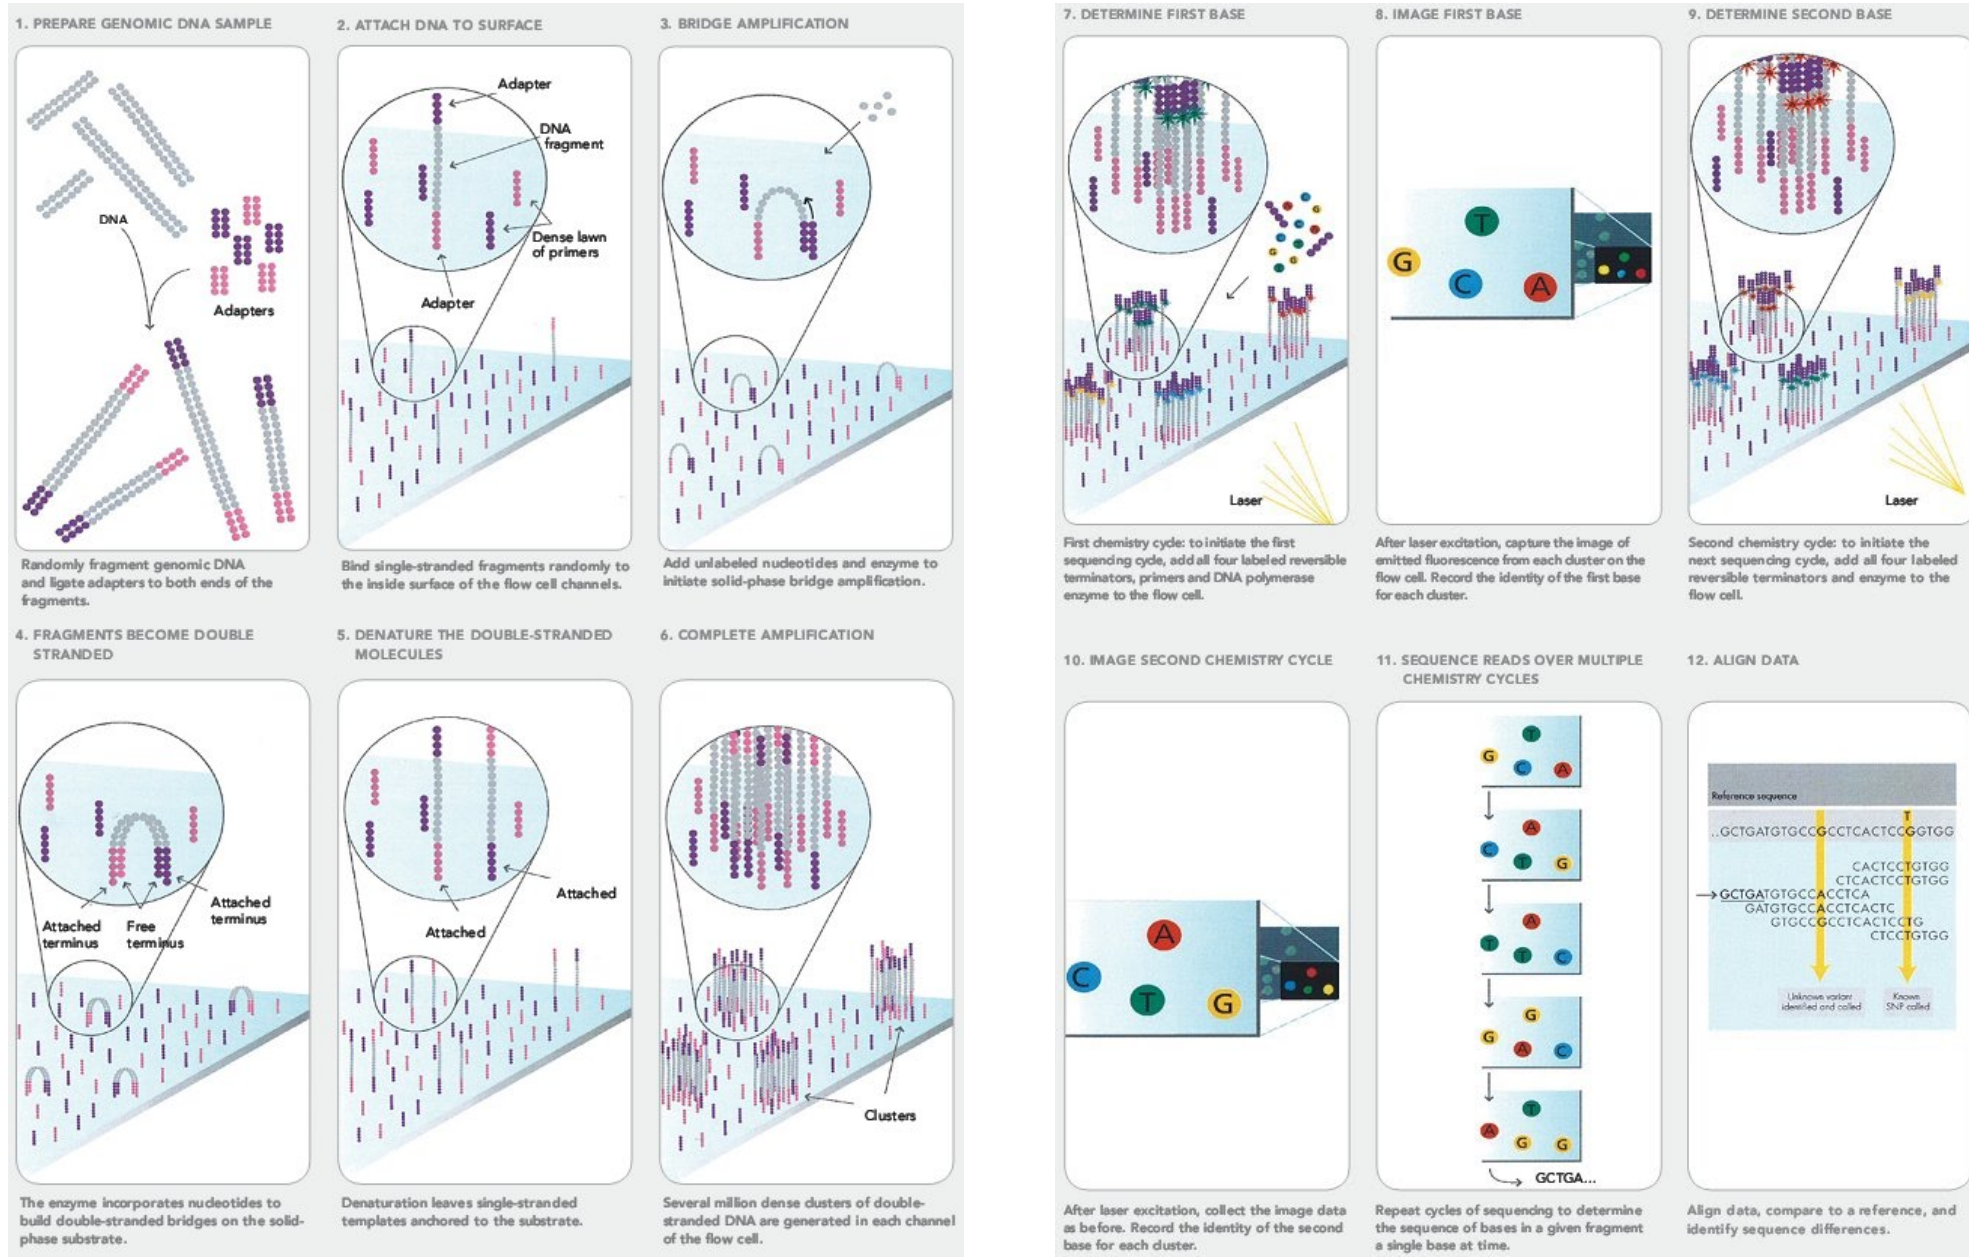 1. PREPARE GENOMIC DNA SAMPLE
DNA
Adapters
Randomly fragment genomic DNA
and ligate adapters to both ends of the
fragments.
2. ATTACH DNA TO SURFACE
Adapter
DNA
fragment
Dense lawn
of primers
Adapter
Bind single-stranded fragments randomly to
the inside surface of the flow cell channels.
3. BRIDGE AMPLIFICATION
Add unlabeled nucleotides and enzyme to
initiate solid-phase bridge amplification.
4. FRAGMENTS BECOME DOUBLE
STRANDED
Attached
terminus
Free
terminus
Attached
terminus
The enzyme incorporates nucleotides to
build double-stranded bridges on the solid-
phase substrate.
5. DENATURE THE DOUBLE-STRANDED
MOLECULES
Attached
Attached
Denaturation leaves single-stranded
templates anchored to the substrate.
6. COMPLETE AMPLIFICATION
Clusters
Several million dense clusters of double-
stranded DNA are generated in each channel
of the flow cell.
7. DETERMINE FIRST BASE
Laser
First chemistry cycle: to initiate the first
sequencing cycle, add all four labeled reversible
terminators, primers and DNA polymerase
enzyme to the flow cell.
8. IMAGE FIRST BASE
T
G
C
A
After laser excitation, capture the image of
emitted fluorescence from each cluster on the
flow cell. Record the identity of the first base
for each cluster.
9. DETERMINE SECOND BASE
Laser
Second chemistry cycle: to initiate the
next sequencing cycle, add all four labeled
reversible terminators and enzyme to the
flow cell.
10. IMAGE SECOND CHEMISTRY CYCLE
A
C
T
G
After laser excitation, collect the image data
as before. Record the identity of the second
base for each cluster.
11. SEQUENCE READS OVER MULTIPLE
CHEMISTRY CYCLES
T
G
C A
A
C
T G
A
T
T C
G
G
A C
T
A
G G
GCTGA...
Repeat cycles of sequencing to determine
the sequence of bases in a given fragment
a single base at time.
12. ALIGN DATA
Reference sequence
T
..GCTGATGTGCCGCCTCACTCCGGTGG
CACTCCTGTGG
CTCACTCCTGTGG
GCTGATGTGCCACCTCA
GATGTGCCACCTCACTC
GTGCCGCCTCACTCCTG
CTCCTGTGG
Unknown variant
identified and called
Known
SNP called
Align data, compare to a reference, and
identify sequence differences.